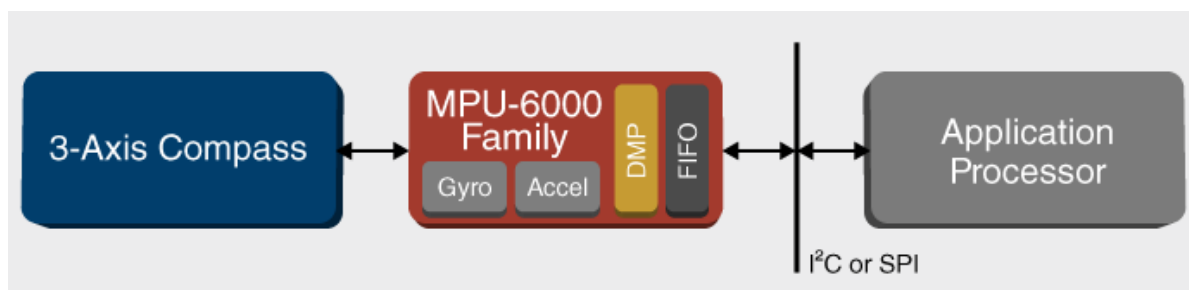 3-Axis Compass
MPU-6000
Family
Gyro
Accel
DMP
FIFO
I²C or SPI
Application
Processor